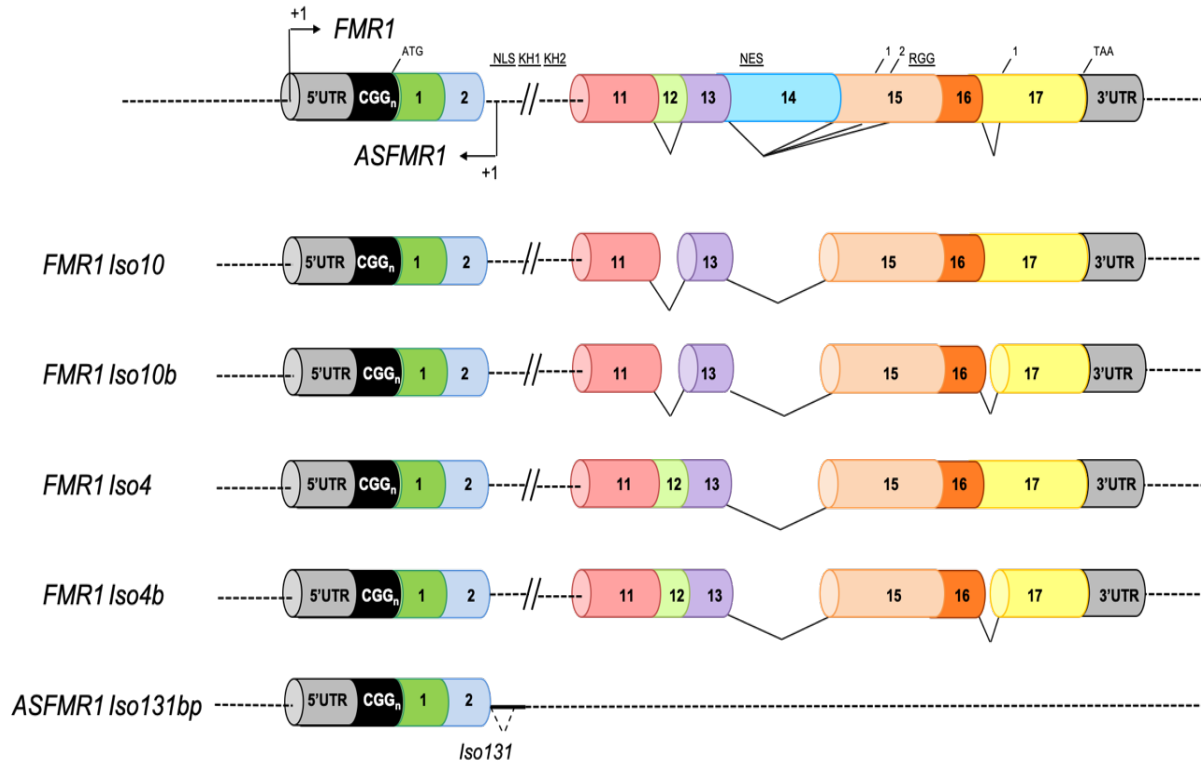 +1 FMR1
ATG NLS KH1 KH2 NES 1 2 RGG 1 TAA
5'UTR CGGn 1 2 11 12 13 14 15 16 17 3'UTR
ASFMR1 +1
FMR1 Iso10 5'UTR CGGn 1 2 11 13 15 16 17 3'UTR
FMR1 Iso10b 5'UTR CGGn 1 2 11 13 15 16 17 3'UTR
FMR1 Iso4 5'UTR CGGn 1 2 11 12 13 15 16 17 3'UTR
FMR1 Iso4b 5'UTR CGGn 1 2 11 12 13 15 16 17 3'UTR
ASFMR1 Iso131bp 5'UTR CGGn 1 2
Iso131